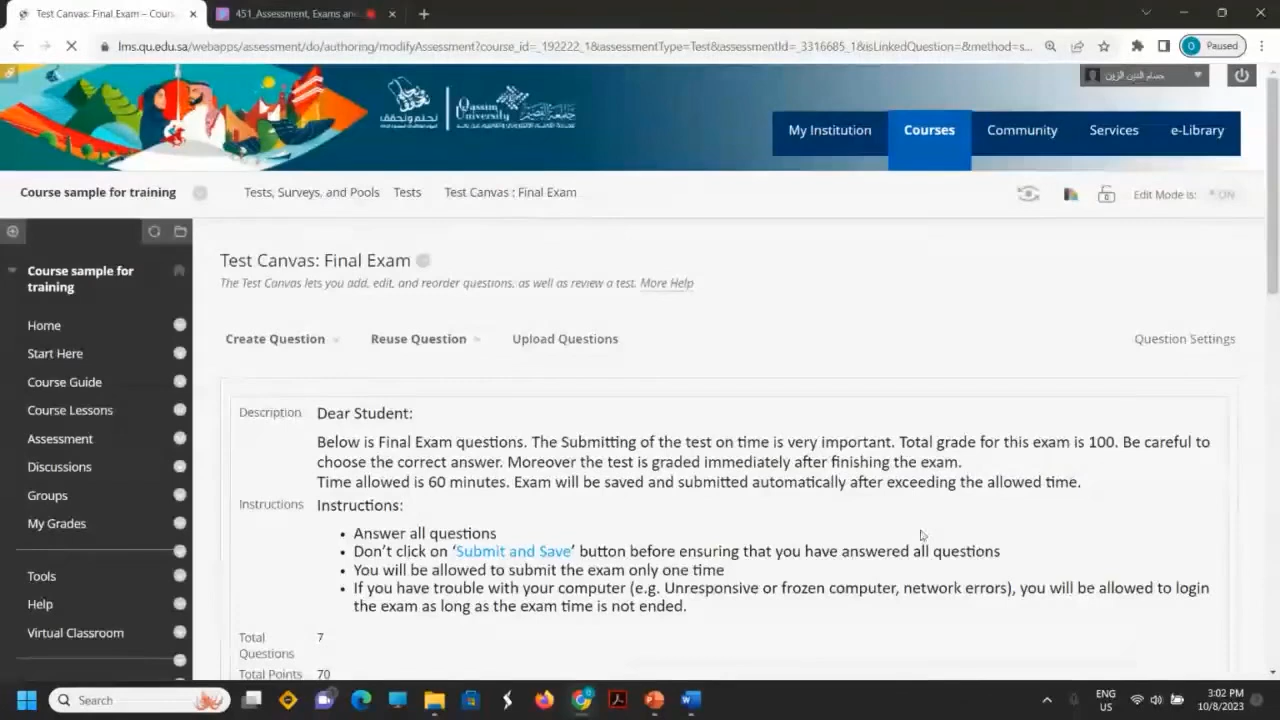 Test Canvas: Final Exam – Cours
451_Assessment, Exams and
lms.qu.edu.sa/webapps/assessment/do/authoring/modifyAssessment?course_id=_192222_1&assessmentType=Test&assessmentId=_3316685_1&isLinkedQuestion=&method=s...
Paused
حسام الدين الزين
نحلم ونحقق
Qassim
University
My Institution
Courses
Community
Services
e-Library
Course sample for training
Tests, Surveys, and Pools
Tests
Test Canvas : Final Exam
Edit Mode is:
ON
Course sample for
training
Home
Start Here
Course Guide
Course Lessons
Assessment
Discussions
Groups
My Grades
Tools
Help
Virtual Classroom
Test Canvas: Final Exam
The Test Canvas lets you add, edit, and reorder questions, as well as review a test. More Help
Create Question
Reuse Question
Upload Questions
Question Settings
Description
Dear Student:
Below is Final Exam questions. The Submitting of the test on time is very important. Total grade for this exam is 100. Be careful to
choose the correct answer. Moreover the test is graded immediately after finishing the exam.
Time allowed is 60 minutes. Exam will be saved and submitted automatically after exceeding the allowed time.
Instructions
Instructions:
• Answer all questions
• Don't click on ‘Submit and Save’ button before ensuring that you have answered all questions
• You will be allowed to submit the exam only one time
• If you have trouble with your computer (e.g. Unresponsive or frozen computer, network errors), you will be allowed to login
the exam as long as the exam time is not ended.
Total
Questions
7
Total Points
70
Search
ENG
US
3:02 PM
10/8/2023